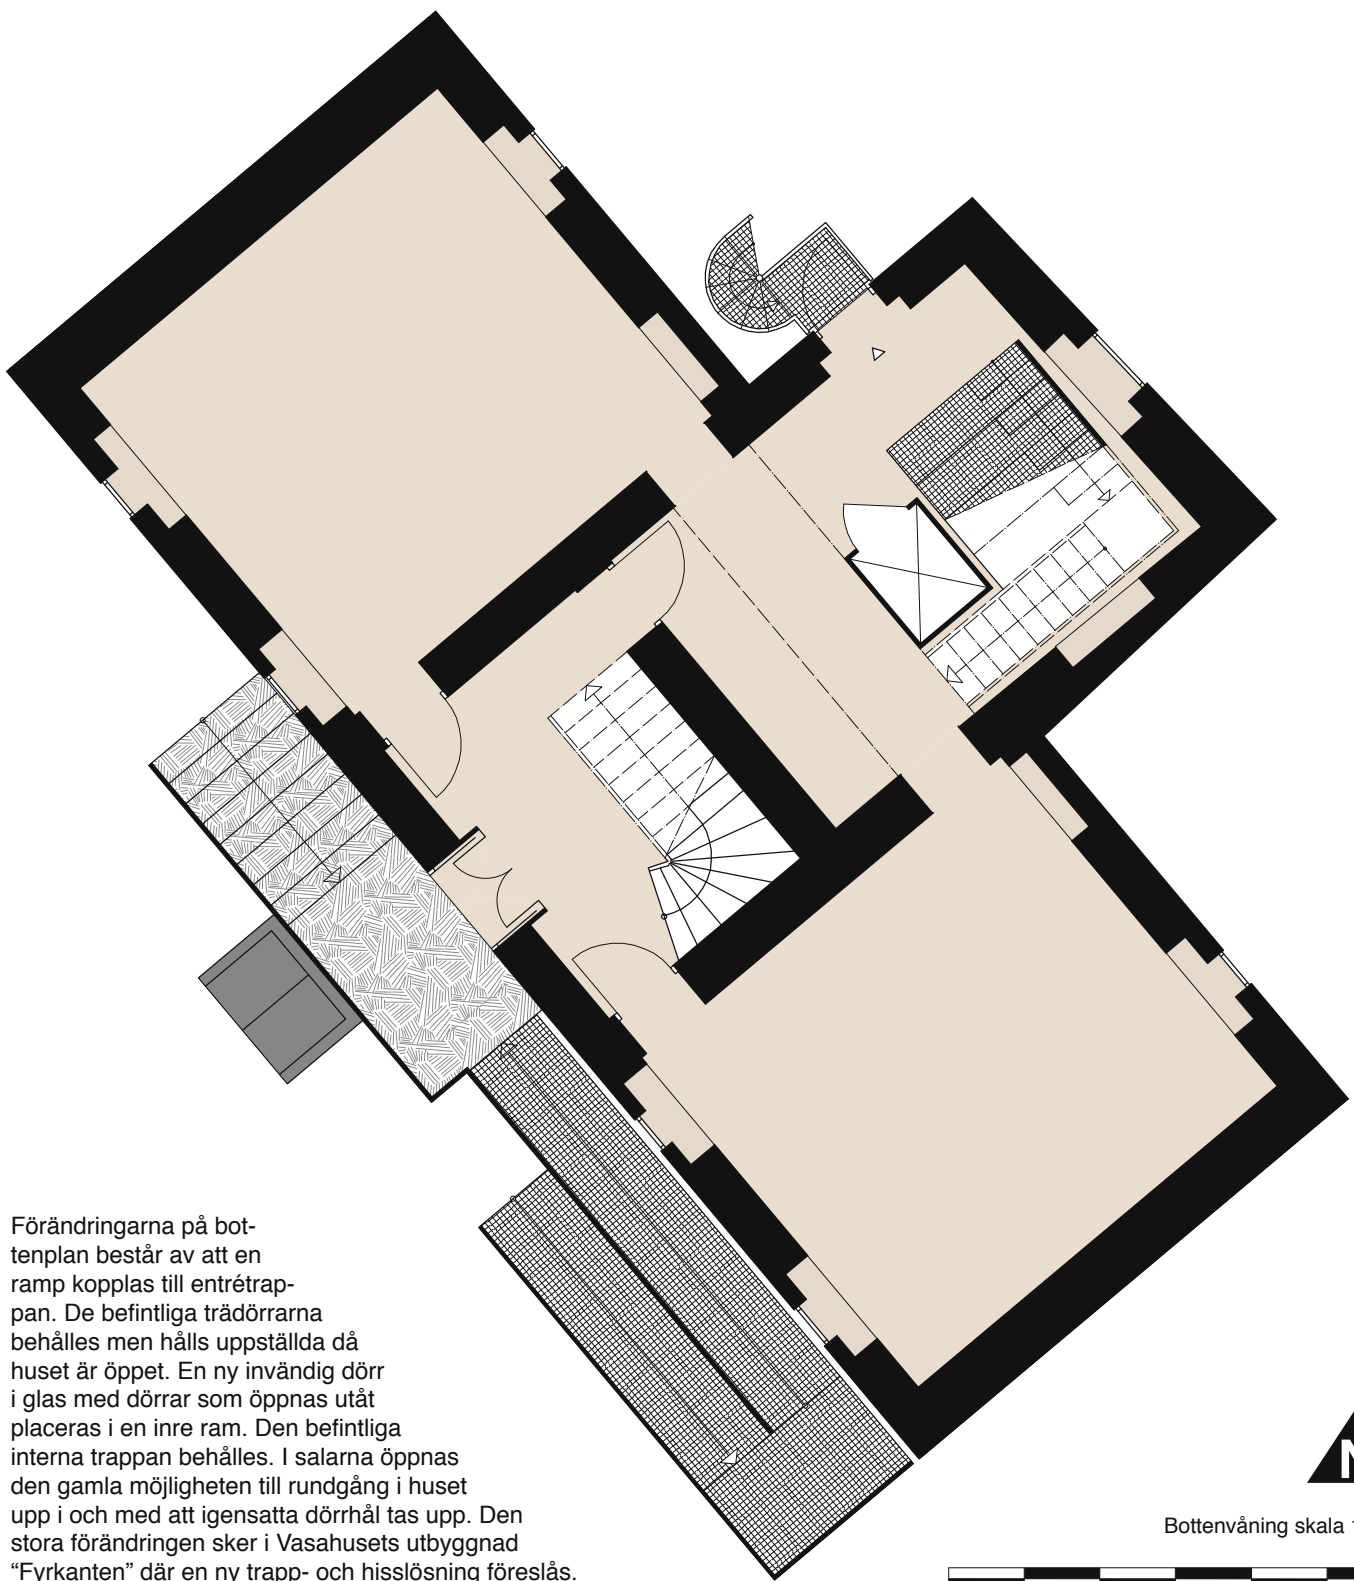 Förändringarna på bot-
tenplan består av att en
ramp kopplas till entrétrap-
pan. De befintliga trädörrarna
behålles men hålls uppställda då
huset är öppet. En ny invändig dörr
i glas med dörrar som öppnas utåt
placeras i en inre ram. Den befintliga
interna trappan behålles. I salarna öppnas
den gamla möjligheten till rundgång i huset
upp i och med att igensatta dörrhål tas upp. Den
stora förändringen sker i Vasahusets utbyggnad
“Fyrkanten” där en ny trapp- och hisslösning föreslås.
N
Bottenvåning skala